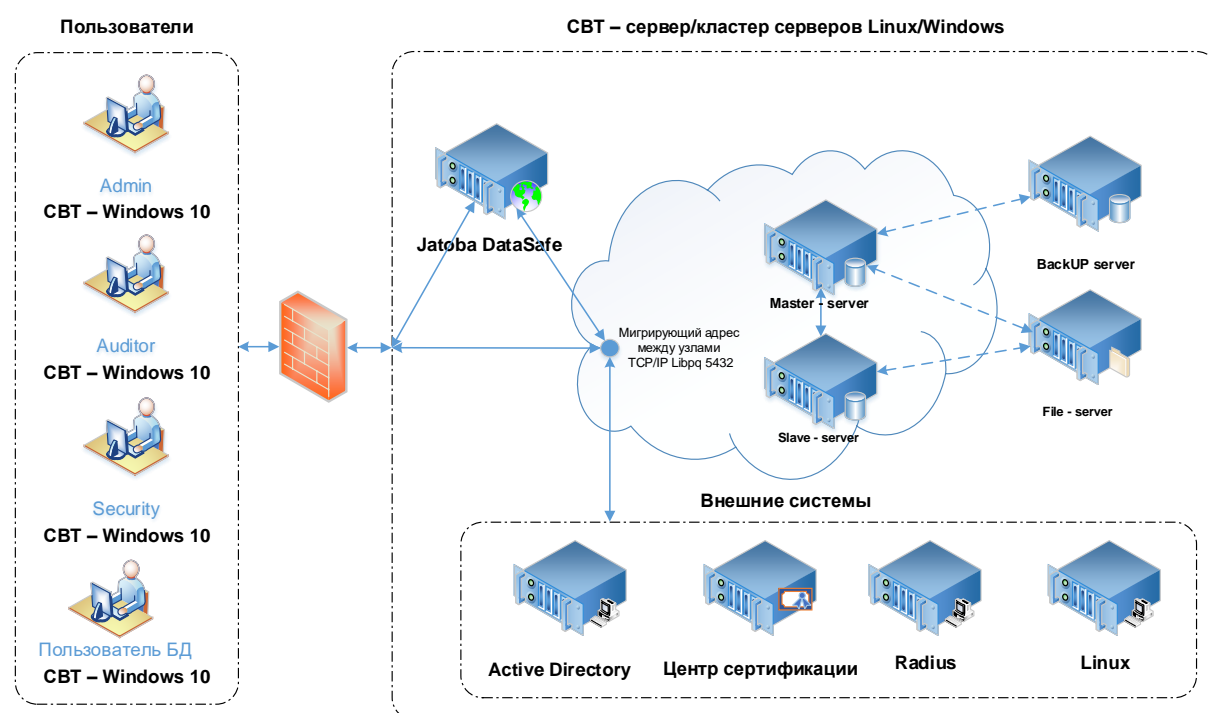 Пользователи
СВТ – сервер/кластер серверов Linux/Windows
Admin
СВТ – Windows 10
Auditor
СВТ – Windows 10
Security
СВТ – Windows 10
Пользователь БД
СВТ – Windows 10
Jatoba DataSafe
Мигрирующий адрес
между узлами
TCP/IP Libpq 5432
Master - server
Slave - server
BackUP server
File - server
Внешние системы
Active Directory
Центр сертификации
Radius
Linux